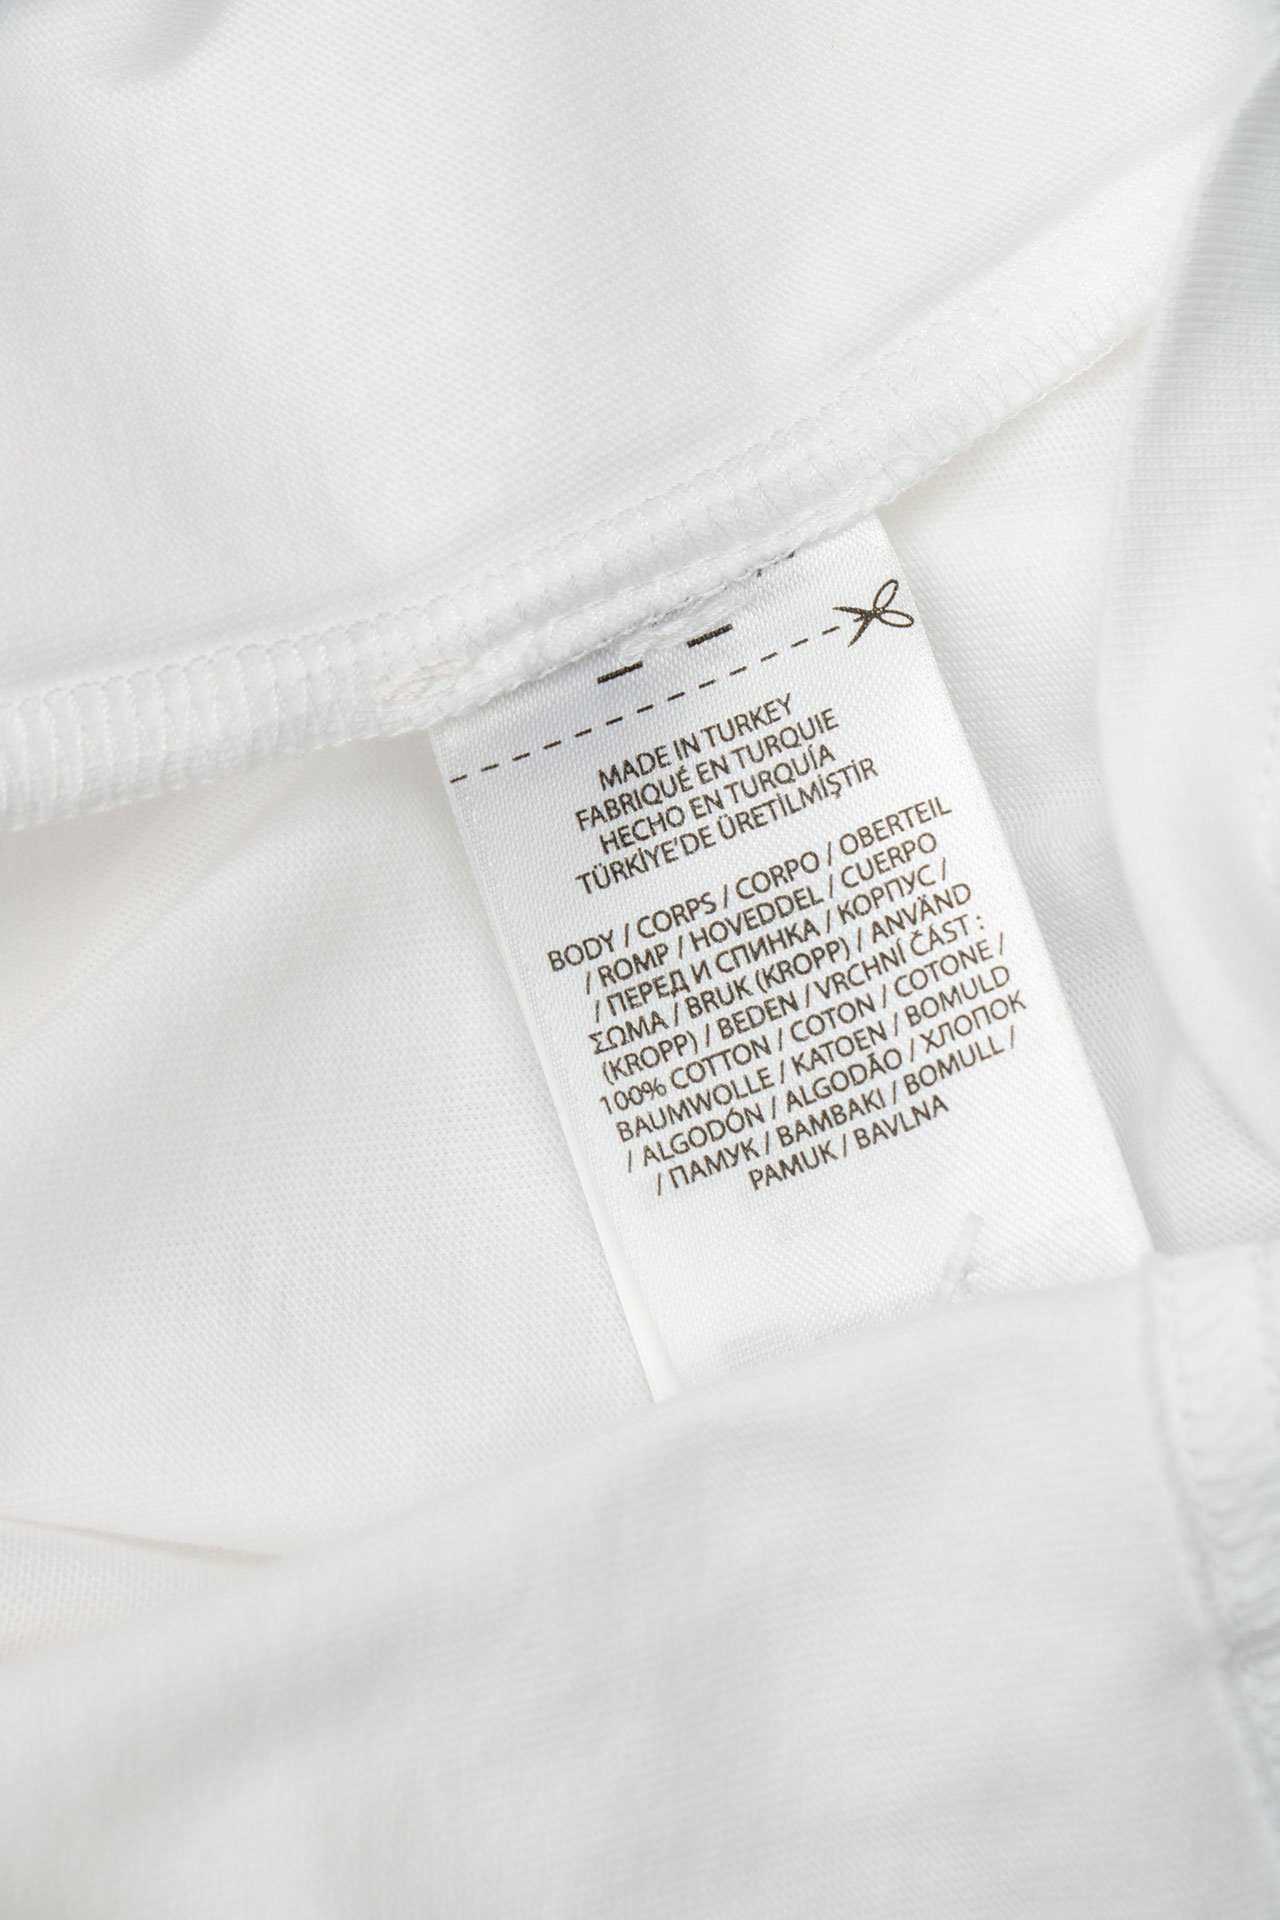 MADE IN TURKEY
FABRIQUÉ EN TURQUIE
HECHO EN TURQUÍA
TÜRKİYE'DE ÜRETİLMİŞTİR
BODY / CORPS / CORPO / OBERTEIL
/ ROMP / HOVEDDEL / CUERPO
/ ПЕРЕД И СПИНКА / КОРПУС /
ΣΩΜΑ / BRUK (KROPP) / ANVÄND
(KROPP) / BEDEN / VRCHNÍ ČÁST :
100% COTTON / COTON / COTONE /
BAUMWOLLE / KATOEN / BOMULD
/ ALGODÓN / ALGODÃO / ХЛОПОК
/ ПАМУК / BAMBAKI / BOMULL /
PAMUK / BAVLNA